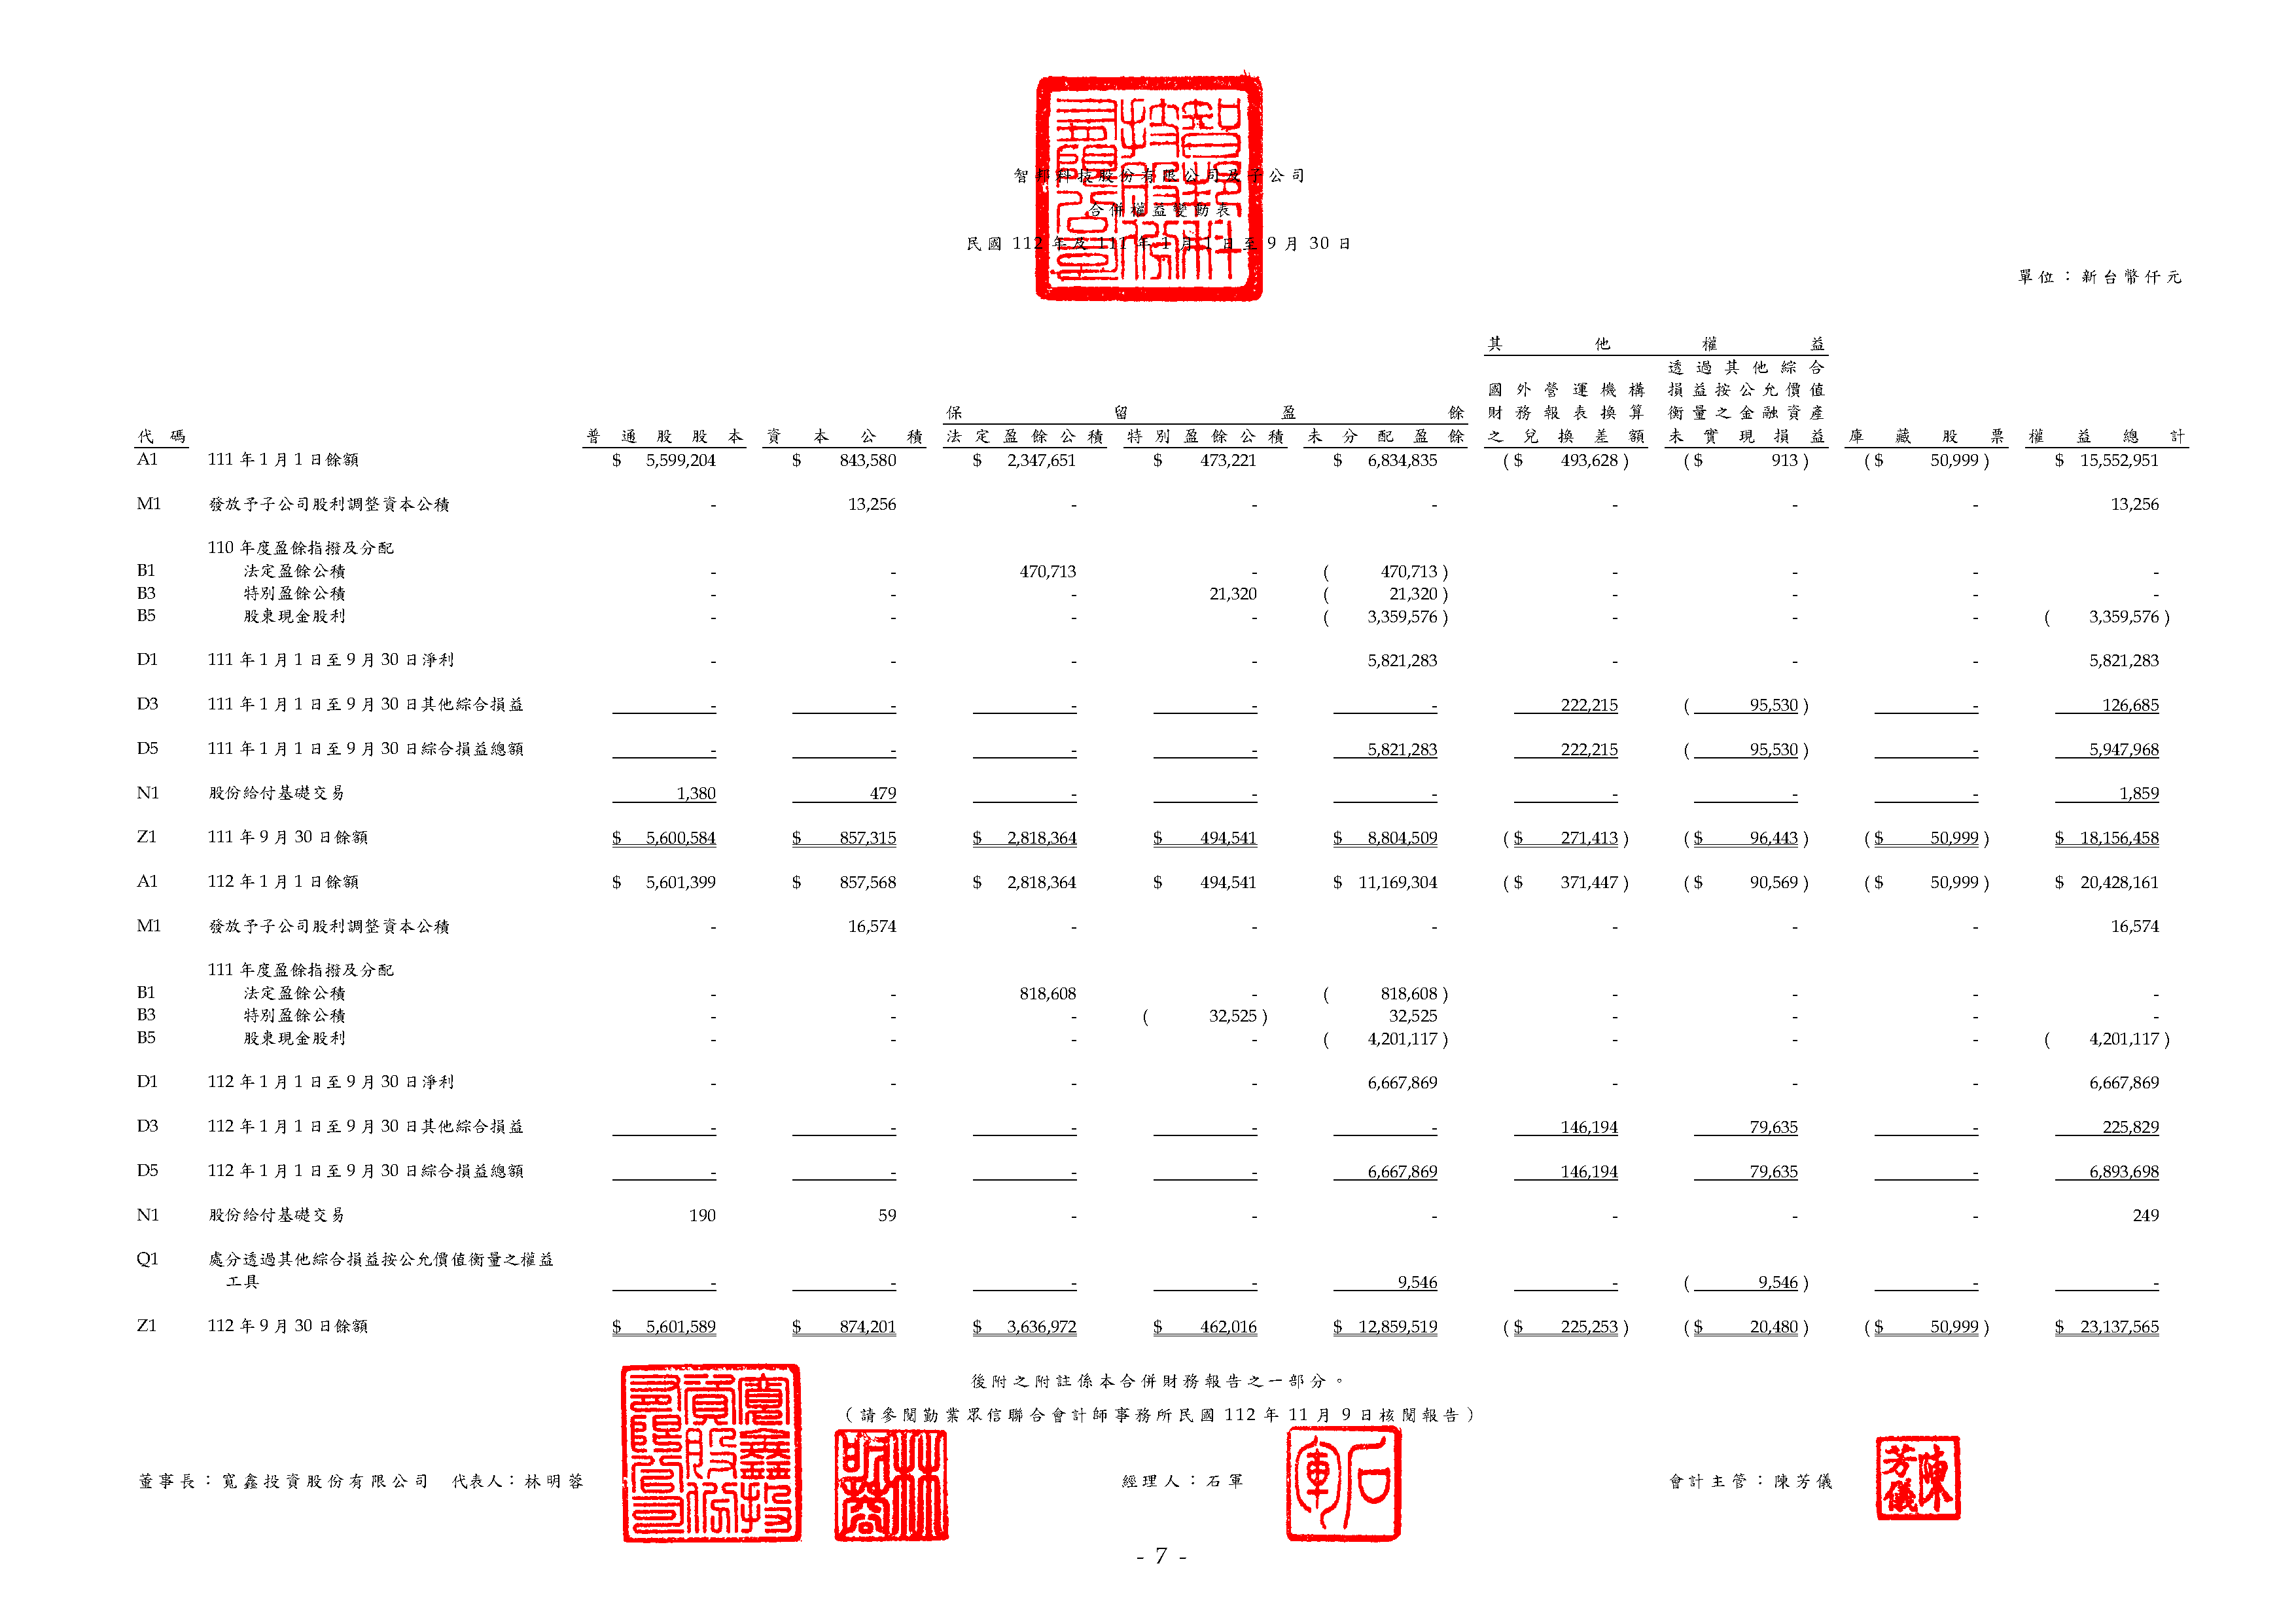 智邦科技股份有限公司及子公司
合併權益變動表
民國 112 年及 111 年 1 月 1 日至 9 月 30 日
單位：新台幣仟元
其他權益
透過其他綜合
國外營運機構 損益按公允價值
保留盈餘 財務報表換算 衡量之金融資產
代碼 普通股股本 資本公積 法定盈餘公積 特別盈餘公積 未分配盈餘 之兌換差額 未實現損益 庫藏股票 權益總計
A1 111 年 1 月 1 日餘額 $ 5,599,204 $ 843,580 $ 2,347,651 $ 473,221 $ 6,834,835 ($ 493,628) ($ 913) ($ 50,999) $ 15,552,951
M1 發放予子公司股利調整資本公積 - 13,256 - - - - - - 13,256
110 年度盈餘指撥及分配
B1 法定盈餘公積 - - 470,713 - ( 470,713) - - - -
B3 特別盈餘公積 - - - 21,320 ( 21,320) - - - -
B5 股東現金股利 - - - - ( 3,359,576) - - - ( 3,359,576)
D1 111 年 1 月 1 日至 9 月 30 日淨利 - - - - 5,821,283 - - - 5,821,283
D3 111 年 1 月 1 日至 9 月 30 日其他綜合損益 - - - - - 222,215 ( 95,530) - 126,685
D5 111 年 1 月 1 日至 9 月 30 日綜合損益總額 - - - - 5,821,283 222,215 ( 95,530) - 5,947,968
N1 股份給付基礎交易 1,380 479 - - - - - - 1,859
Z1 111 年 9 月 30 日餘額 $ 5,600,584 $ 857,315 $ 2,818,364 $ 494,541 $ 8,804,509 ($ 271,413) ($ 96,443) ($ 50,999) $ 18,156,458
A1 112 年 1 月 1 日餘額 $ 5,601,399 $ 857,568 $ 2,818,364 $ 494,541 $ 11,169,304 ($ 371,447) ($ 90,569) ($ 50,999) $ 20,428,161
M1 發放予子公司股利調整資本公積 - 16,574 - - - - - - 16,574
111 年度盈餘指撥及分配
B1 法定盈餘公積 - - 818,608 - ( 818,608) - - - -
B3 特別盈餘公積 - - - ( 32,525) 32,525 - - - -
B5 股東現金股利 - - - - ( 4,201,117) - - - ( 4,201,117)
D1 112 年 1 月 1 日至 9 月 30 日淨利 - - - - 6,667,869 - - - 6,667,869
D3 112 年 1 月 1 日至 9 月 30 日其他綜合損益 - - - - - 146,194 79,635 - 225,829
D5 112 年 1 月 1 日至 9 月 30 日綜合損益總額 - - - - 6,667,869 146,194 79,635 - 6,893,698
N1 股份給付基礎交易 190 59 - - - - - - 249
Q1 處分透過其他綜合損益按公允價值衡量之權益
工具 - - - - 9,546 - ( 9,546) - -
Z1 112 年 9 月 30 日餘額 $ 5,601,589 $ 874,201 $ 3,636,972 $ 462,016 $ 12,859,519 ($ 225,253) ($ 20,480) ($ 50,999) $ 23,137,565
後附之附註係本合併財務報告之一部分。
（請參閱勤業眾信聯合會計師事務所民國 112 年 11 月 9 日核閱報告）
董事長：寬鑫投資股份有限公司 代表人：林明蓉 經理人：石軍 會計主管：陳芳儀
- 7 -